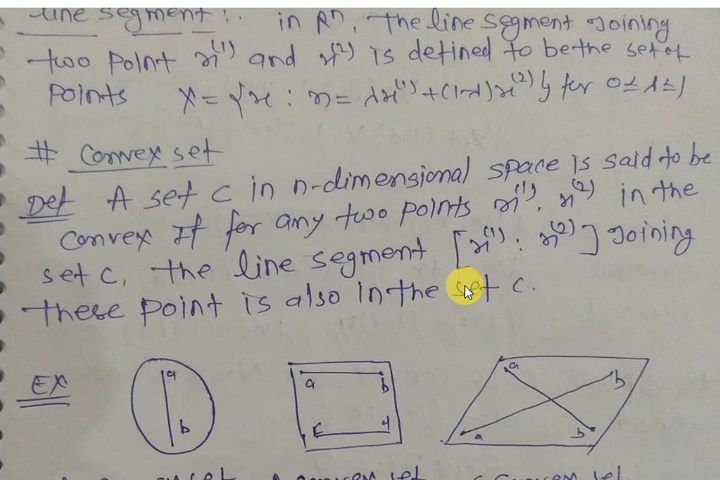 line segment :. in Rⁿ, The line segment Joining
two point x⁽¹⁾ and x⁽²⁾ is defined to be the set of
Points X = {x : x = λx⁽¹⁾ + (1-λ)x⁽²⁾} for 0≤λ≤1
# Convex set
Def A set C in n-dimensional space is said to be
Convex If for any two points x⁽¹⁾, x⁽²⁾ in the
set C, the line segment [x⁽¹⁾ : x⁽²⁾] Joining
these point is also in the set C.
EX
a b
a b
a b
a b